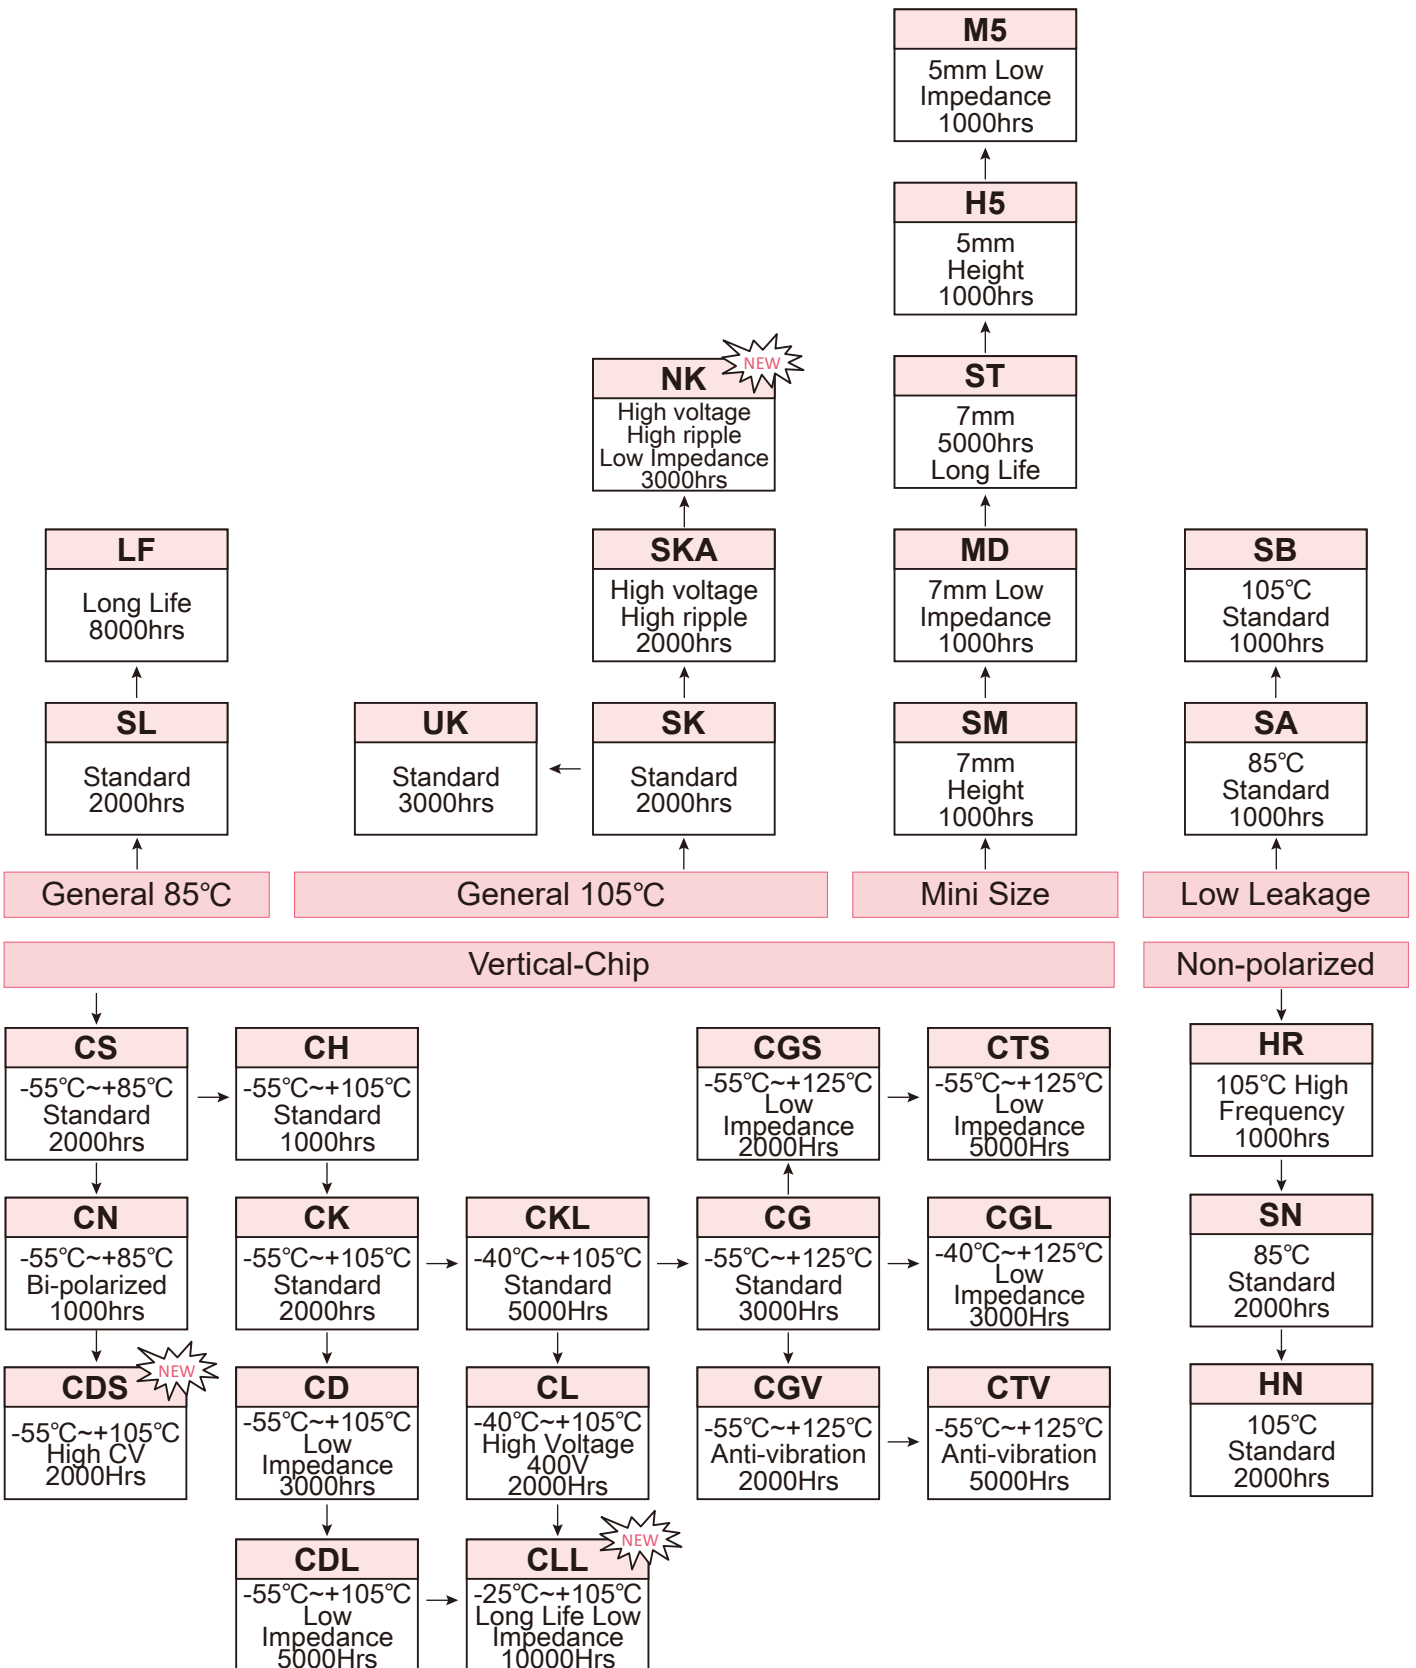 M5
5mm Low
Impedance
1000hrs
H5
5mm
Height
1000hrs
NEW
NK
High voltage
High ripple
Low Impedance
3000hrs
ST
7mm
5000hrs
Long Life
LF
Long Life
8000hrs
SKA
High voltage
High ripple
2000hrs
MD
7mm Low
Impedance
1000hrs
SB
105℃
Standard
1000hrs
SL
Standard
2000hrs
UK
Standard
3000hrs
SK
Standard
2000hrs
SM
7mm
Height
1000hrs
SA
85℃
Standard
1000hrs
General 85℃
General 105℃
Mini Size
Low Leakage
Vertical-Chip
Non-polarized
CS
-55℃~+85℃
Standard
2000hrs
CH
-55℃~+105℃
Standard
1000hrs
CGS
-55℃~+125℃
Low
Impedance
2000Hrs
CTS
-55℃~+125℃
Low
Impedance
5000Hrs
HR
105℃ High
Frequency
1000hrs
CN
-55℃~+85℃
Bi-polarized
1000hrs
CK
-55℃~+105℃
Standard
2000hrs
CKL
-40℃~+105℃
Standard
5000Hrs
CG
-55℃~+125℃
Standard
3000Hrs
CGL
-40℃~+125℃
Low
Impedance
3000Hrs
SN
85℃
Standard
2000hrs
NEW
CDS
-55℃~+105℃
High CV
2000Hrs
CD
-55℃~+105℃
Low
Impedance
3000hrs
CL
-40℃~+105℃
High Voltage
400V
2000Hrs
CGV
-55℃~+125℃
Anti-vibration
2000Hrs
CTV
-55℃~+125℃
Anti-vibration
5000Hrs
HN
105℃
Standard
2000hrs
CDL
-55℃~+105℃
Low
Impedance
5000Hrs
NEW
CLL
-25℃~+105℃
Long Life Low
Impedance
10000Hrs